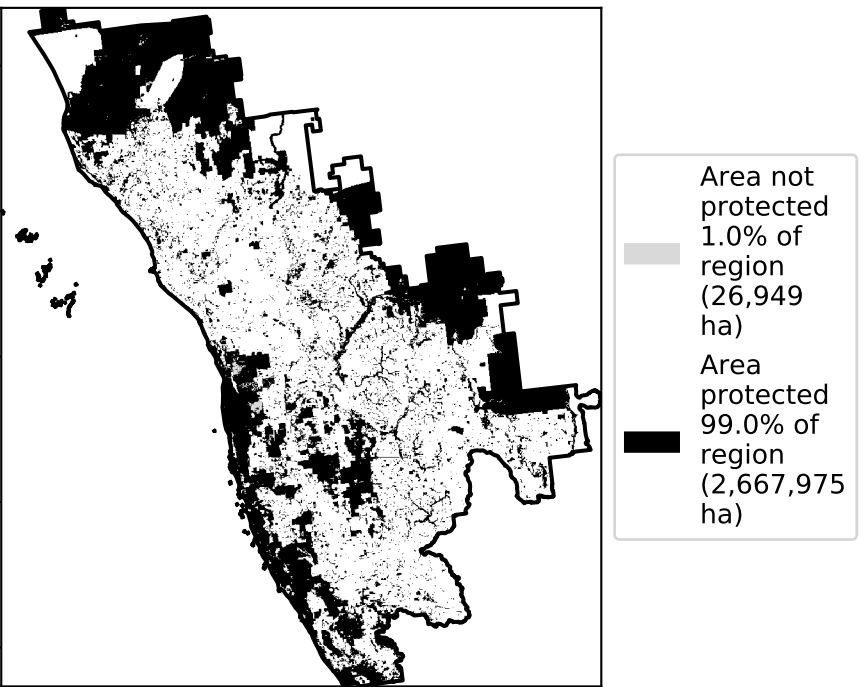 Area not
protected
1.0% of
region
(26,949
ha)
Area
protected
99.0% of
region
(2,667,975
ha)